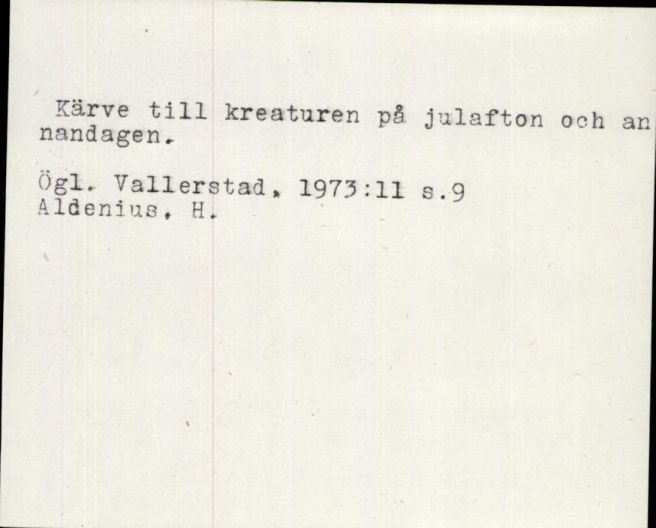 Kärve till kreaturen på julafton och an
nandagen.
Ögl. Vallerstad, 1973:11 s.9
Aldenius, H.